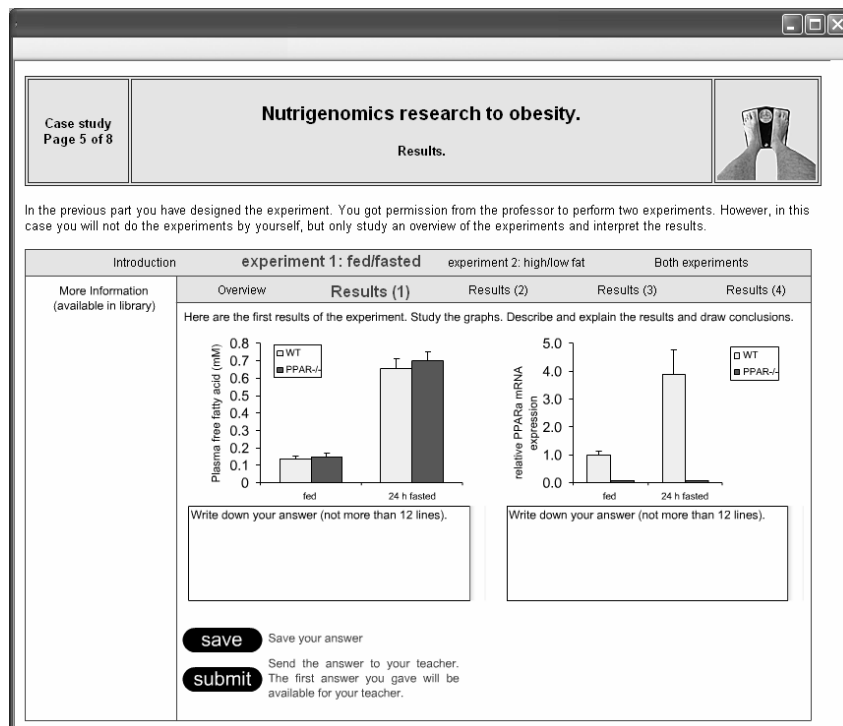 Case study
Page 5 of 8
Nutrigenomics research to obesity.
Results.
In the previous part you have designed the experiment. You got permission from the professor to perform two experiments. However, in this
case you will not do the experiments by yourself, but only study an overview of the experiments and interpret the results.
Introduction experiment 1: fed/fasted experiment 2: high/low fat Both experiments
More Information
(available in library)
Overview Results (1) Results (2) Results (3) Results (4)
Here are the first results of the experiment. Study the graphs. Describe and explain the results and draw conclusions.
Plasma free fatty acid (mM)
0.8
0.7
0.6
0.5
0.4
0.3
0.2
0.1
0
WT
PPAR-/-
fed 24 h fasted
relative PPARa mRNA
expression
5.0
4.0
3.0
2.0
1.0
0.0
WT
PPAR-/-
fed 24 h fasted
Write down your answer (not more than 12 lines).
Write down your answer (not more than 12 lines).
save Save your answer
submit
Send the answer to your teacher.
The first answer you gave will be
available for your teacher.